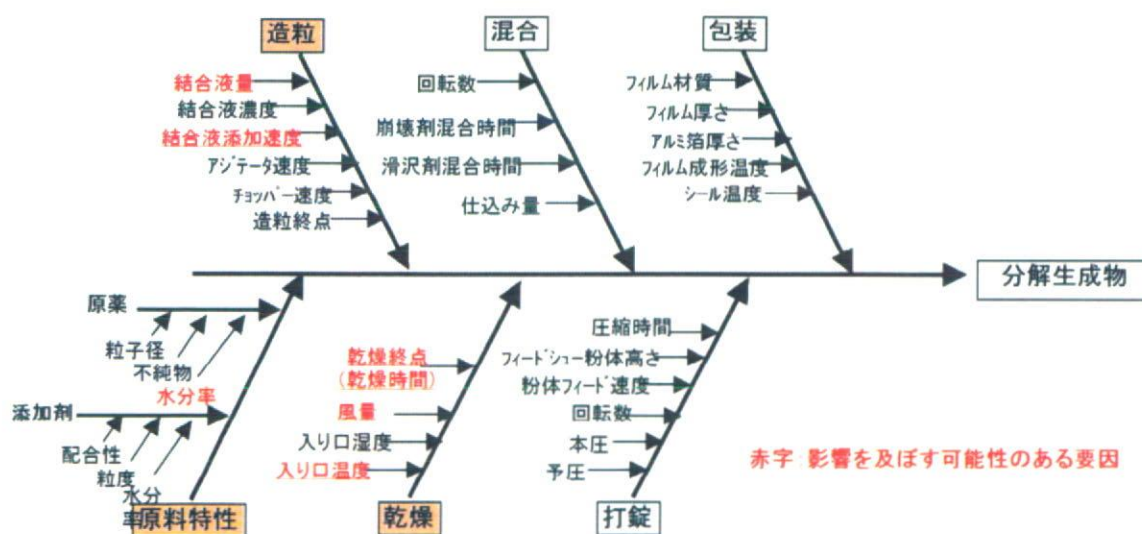 造粒
混合
包装
結合液量
結合液濃度
結合液添加速度
アジテータ速度
チョッパー速度
造粒終点
回転数
崩壊剤混合時間
滑沢剤混合時間
仕込み量
フィルム材質
フィルム厚さ
アルミ箔厚さ
フィルム成形温度
シール温度
分解生成物
原薬
粒子径
不純物
水分率
添加剤
配合性
粒度
水分
率
原料特性
乾燥終点
(乾燥時間)
風量
入り口湿度
入り口温度
乾燥
圧縮時間
フィードシュー粉体高さ
粉体フィード速度
回転数
本圧
予圧
打錠
赤字:影響を及ぼす可能性のある要因